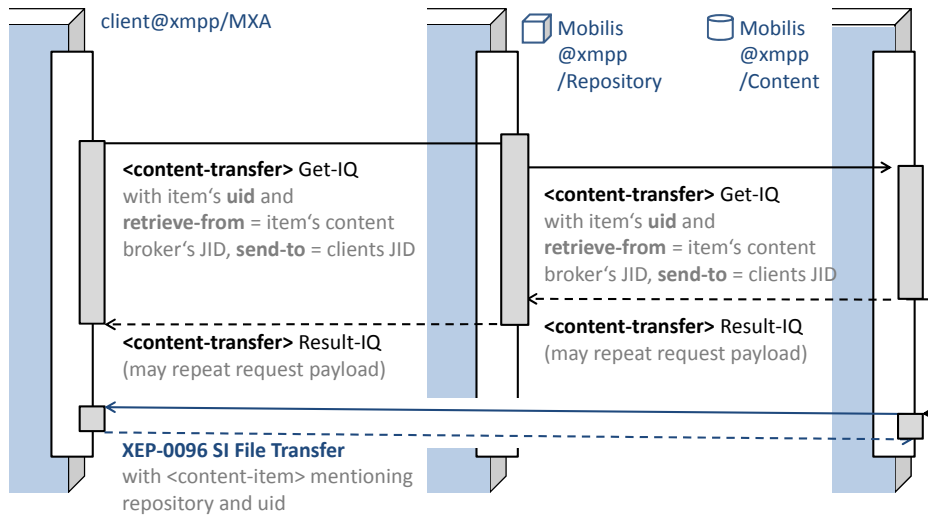 client@xmpp/MXA
Mobilis
@xmpp
/Repository
Mobilis
@xmpp
/Content
<content-transfer> Get-IQ
with item‘s uid and
retrieve-from = item‘s content
broker‘s JID, send-to = clients JID
<content-transfer> Get-IQ
with item‘s uid and
retrieve-from = item‘s content
broker‘s JID, send-to = clients JID
<content-transfer> Result-IQ
(may repeat request payload)
<content-transfer> Result-IQ
(may repeat request payload)
XEP-0096 SI File Transfer
with <content-item> mentioning
repository and uid